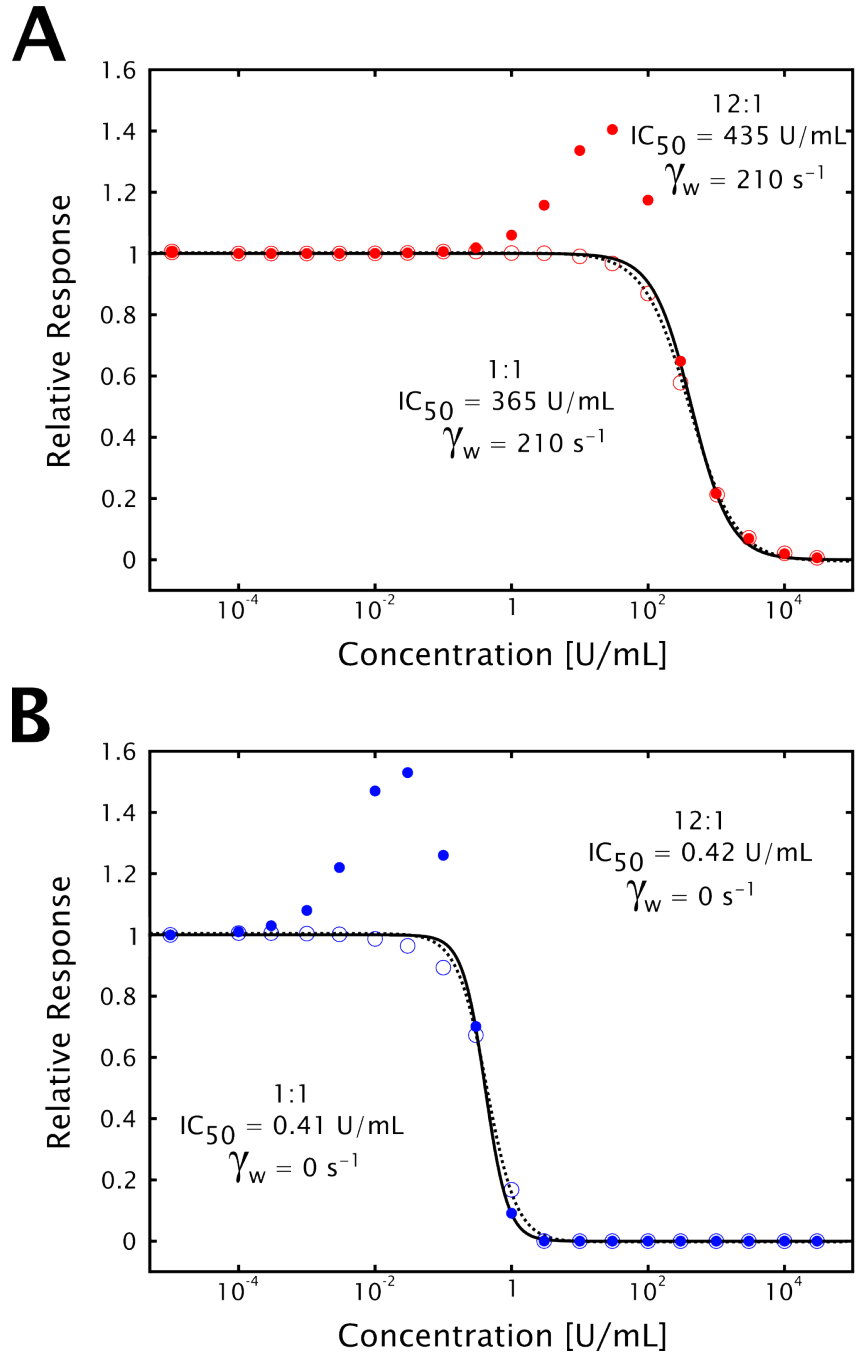 A
1.6
1.4
1.2
1
0.8
0.6
0.4
0.2
0
Relative Response
12:1
IC50 = 435 U/mL
γw = 210 s⁻¹
1:1
IC50 = 365 U/mL
γw = 210 s⁻¹
10⁻⁴ 10⁻² 1 10² 10⁴
Concentration [U/mL]
B
1.6
1.4
1.2
1
0.8
0.6
0.4
0.2
0
Relative Response
12:1
IC50 = 0.42 U/mL
γw = 0 s⁻¹
1:1
IC50 = 0.41 U/mL
γw = 0 s⁻¹
10⁻⁴ 10⁻² 1 10² 10⁴
Concentration [U/mL]